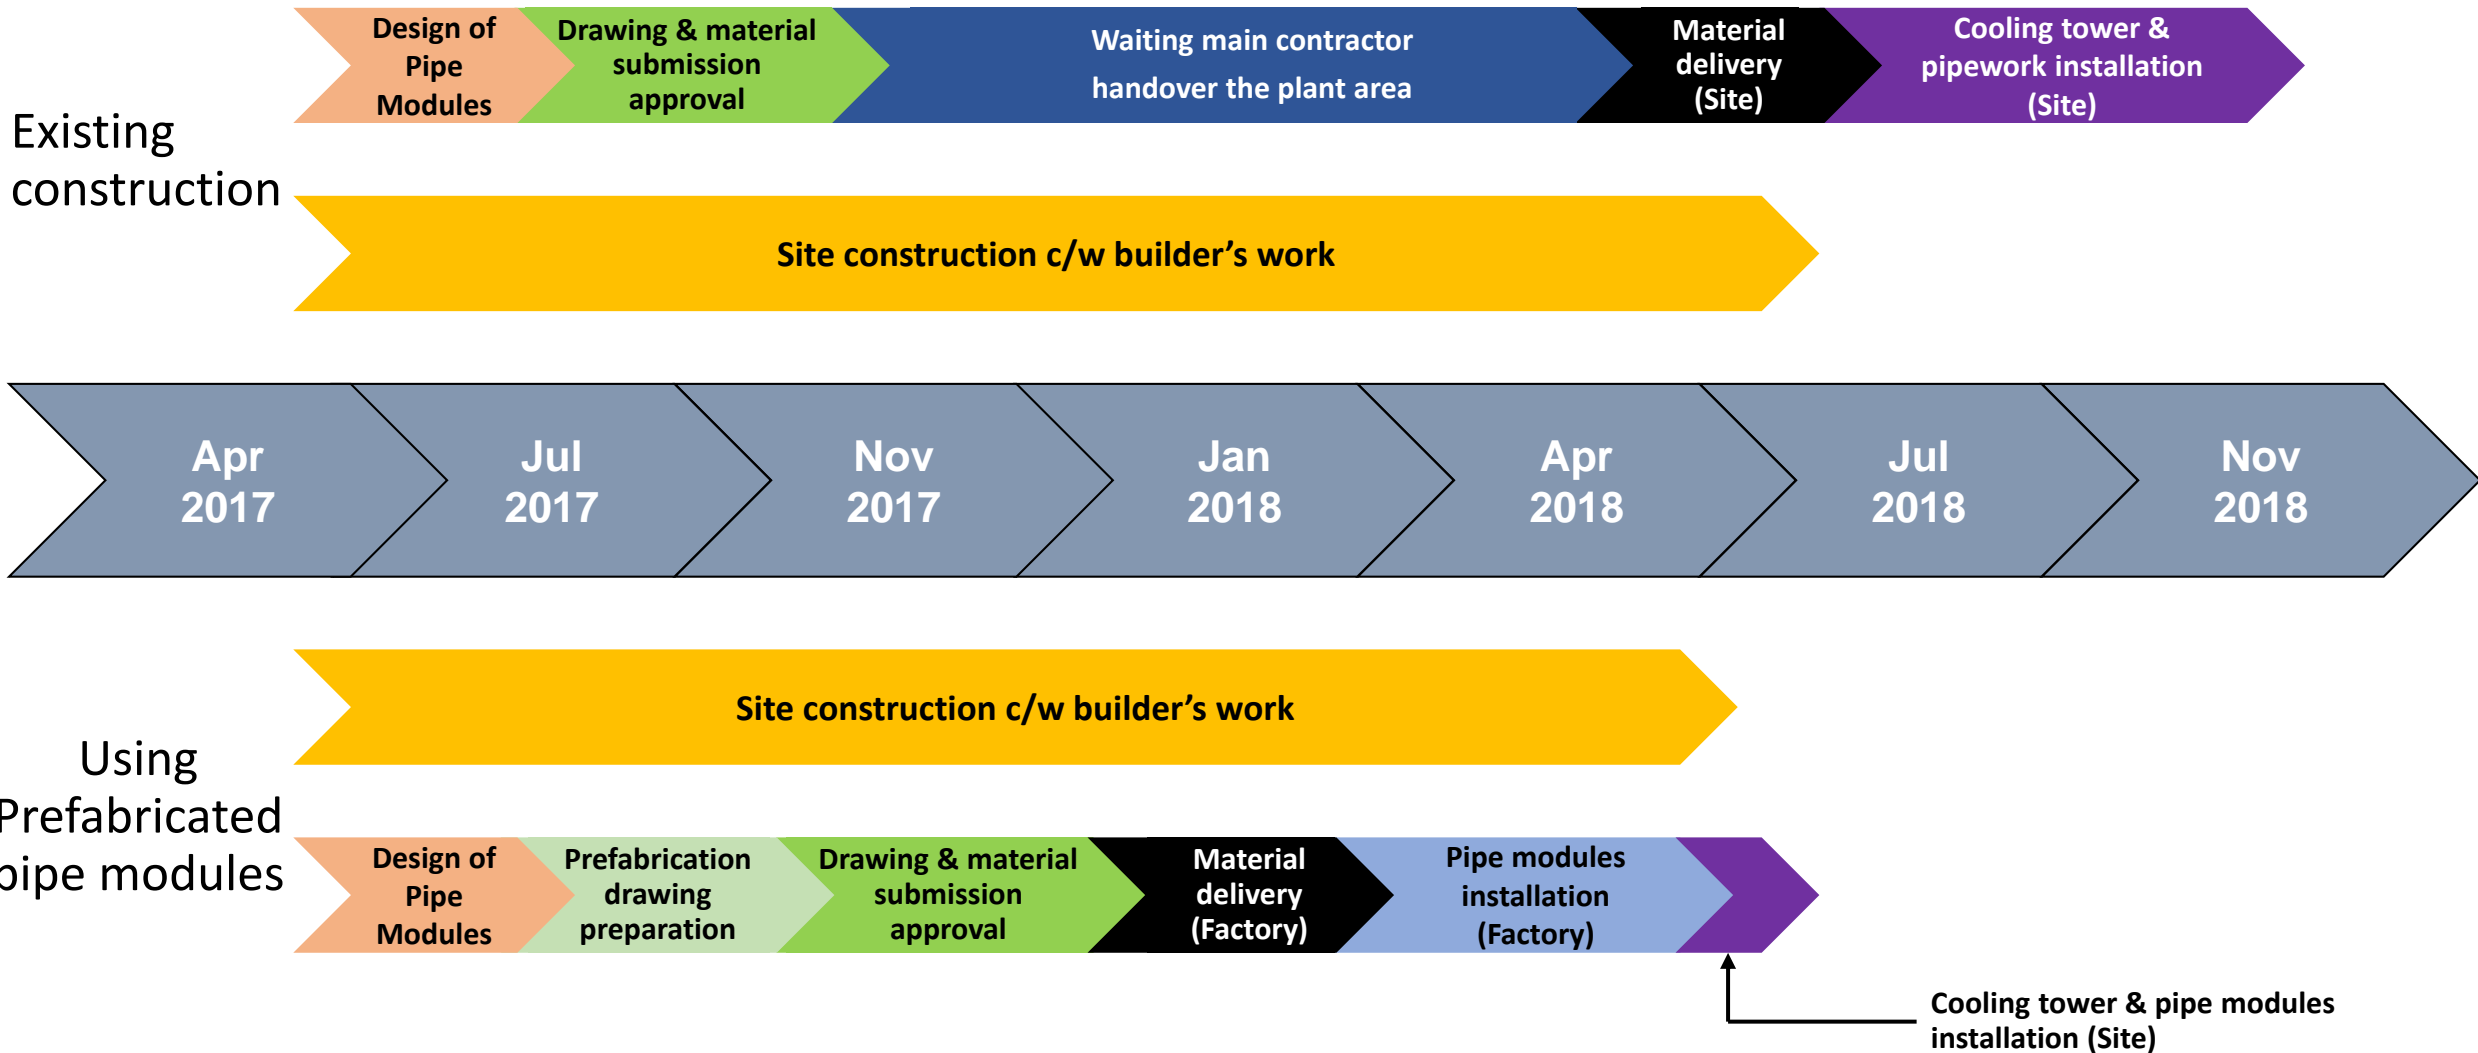 Design of
Pipe
Modules
Drawing & material
submission
approval
Waiting main contractor
handover the plant area
Material
delivery
(Site)
Cooling tower &
pipework installation
(Site)
Existing
construction
Site construction c/w builder’s work
Apr
2017
Jul
2017
Nov
2017
Jan
2018
Apr
2018
Jul
2018
Nov
2018
Site construction c/w builder’s work
Using
Prefabricated
pipe modules
Design of
Pipe
Modules
Prefabrication
drawing
preparation
Drawing & material
submission
approval
Material
delivery
(Factory)
Pipe modules
installation
(Factory)
Cooling tower & pipe modules
installation (Site)